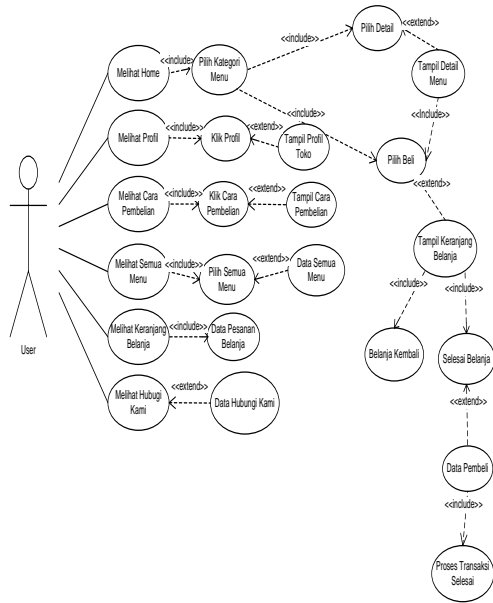 Pilih Detail
<<extend>>
<<include>>
Melihat Home
<<include>>
Pilih Kategori
Menu
Tampil Detail
Menu
<<include>>
<<Include>>
Melihat Profil
<<include>>
Klik Profil
<<extend>>
Tampil Profil
Toko
Pilih Beli
<<extend>>
Melihat Cara
Pembelian
<<include>>
Klik Cara
Pembelian
<<extend>>
Tampil Cara
Pembelian
Tampil Keranjang
Belanja
Melihat Semua
Menu
<<include>>
Pilih Semua
Menu
<<extend>>
Data Semua
Menu
<<include>>
<<include>>
User
Melihat Keranjang
Belanja
<<include>>
Data Pesanan
Belanja
Belanja Kembali
Selesai Belanja
Melihat Hubugi
Kami
<<extend>>
Data Hubungi Kami
<<extend>>
Data Pembeli
<<include>>
Proses Transaksi
Selesai